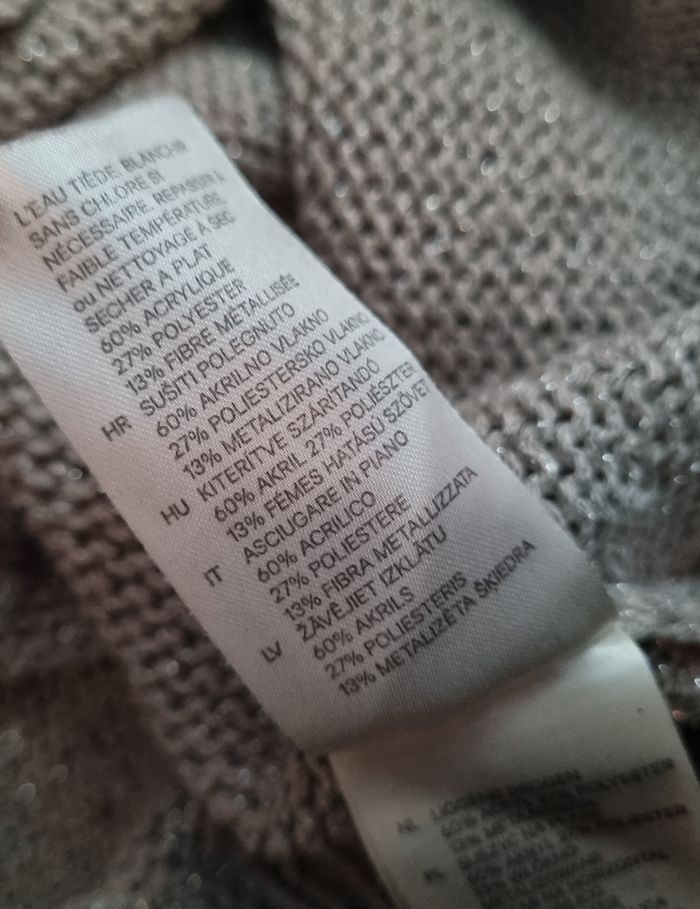 L'EAU TIÈDE. BLANCHIR
SANS CHLORE SI
NÉCESSAIRE. REPASSER À
FAIBLE TEMPÉRATURE
ou NETTOYAGE À SEC
SÉCHER A PLAT
60% ACRYLIQUE
27% POLYESTER
13% FIBRE MÉTALLISÉE
HR SUŠITI POLEGNUTO
60% AKRILNO VLAKNO
27% POLIESTERSKO VLAKNO
13% METALIZIRANO VLAKNO
HU KITERÍTVE SZÁRÍTANDÓ
60% AKRIL 27% POLIÉSZTER
13% FÉMES HATÁSÚ SZÖVET
IT ASCIUGARE IN PIANO
60% ACRILICO
27% POLIESTERE
13% FIBRA METALLIZZATA
LV ŽĀVĒJIET IZKLĀTU
60% AKRILS
27% POLIESTERIS
13% METALIZĒTA ŠĶIEDRA
NL LIGGEND DROGEN